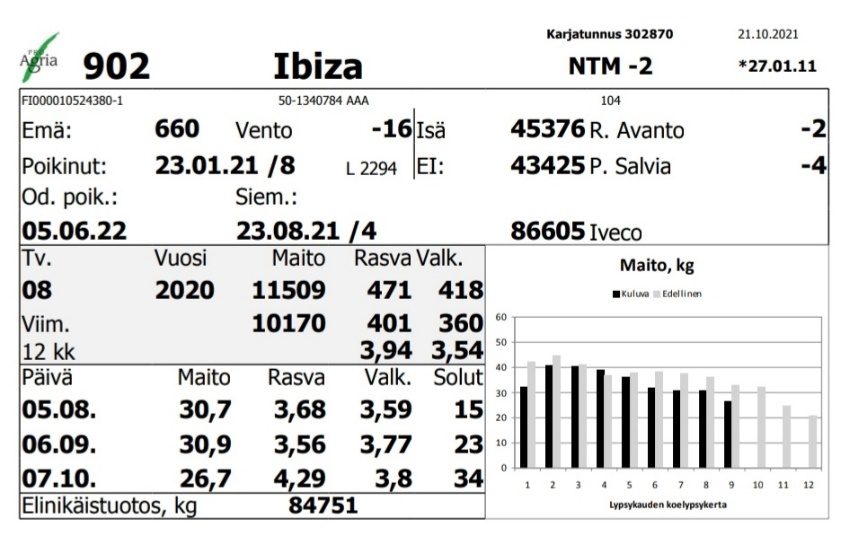 Karjatunnus 302870 21.10.2021
PRO Agria 902 Ibiza NTM -2 *27.01.11
FI000010524380-1 50-1340784 AAA 104
Emä: 660 Vento -16 Isä 45376 R. Avanto -2
Poikinut: 23.01.21 /8 L 2294 EI: 43425 P. Salvia -4
Od. poik.: Siem.:
05.06.22 23.08.21 /4 86605 Iveco
Tv. Vuosi Maito Rasva Valk.
08 2020 11509 471 418
Viim. 10170 401 360
12 kk 3,94 3,54
Päivä Maito Rasva Valk. Solut
05.08. 30,7 3,68 3,59 15
06.09. 30,9 3,56 3,77 23
07.10. 26,7 4,29 3,8 34
Elinikäistuotos, kg 84751
Maito, kg
Kuluva Edellinen
60
50
40
30
20
10
0
1 2 3 4 5 6 7 8 9 10 11 12
Lypsykauden koelypsykerta